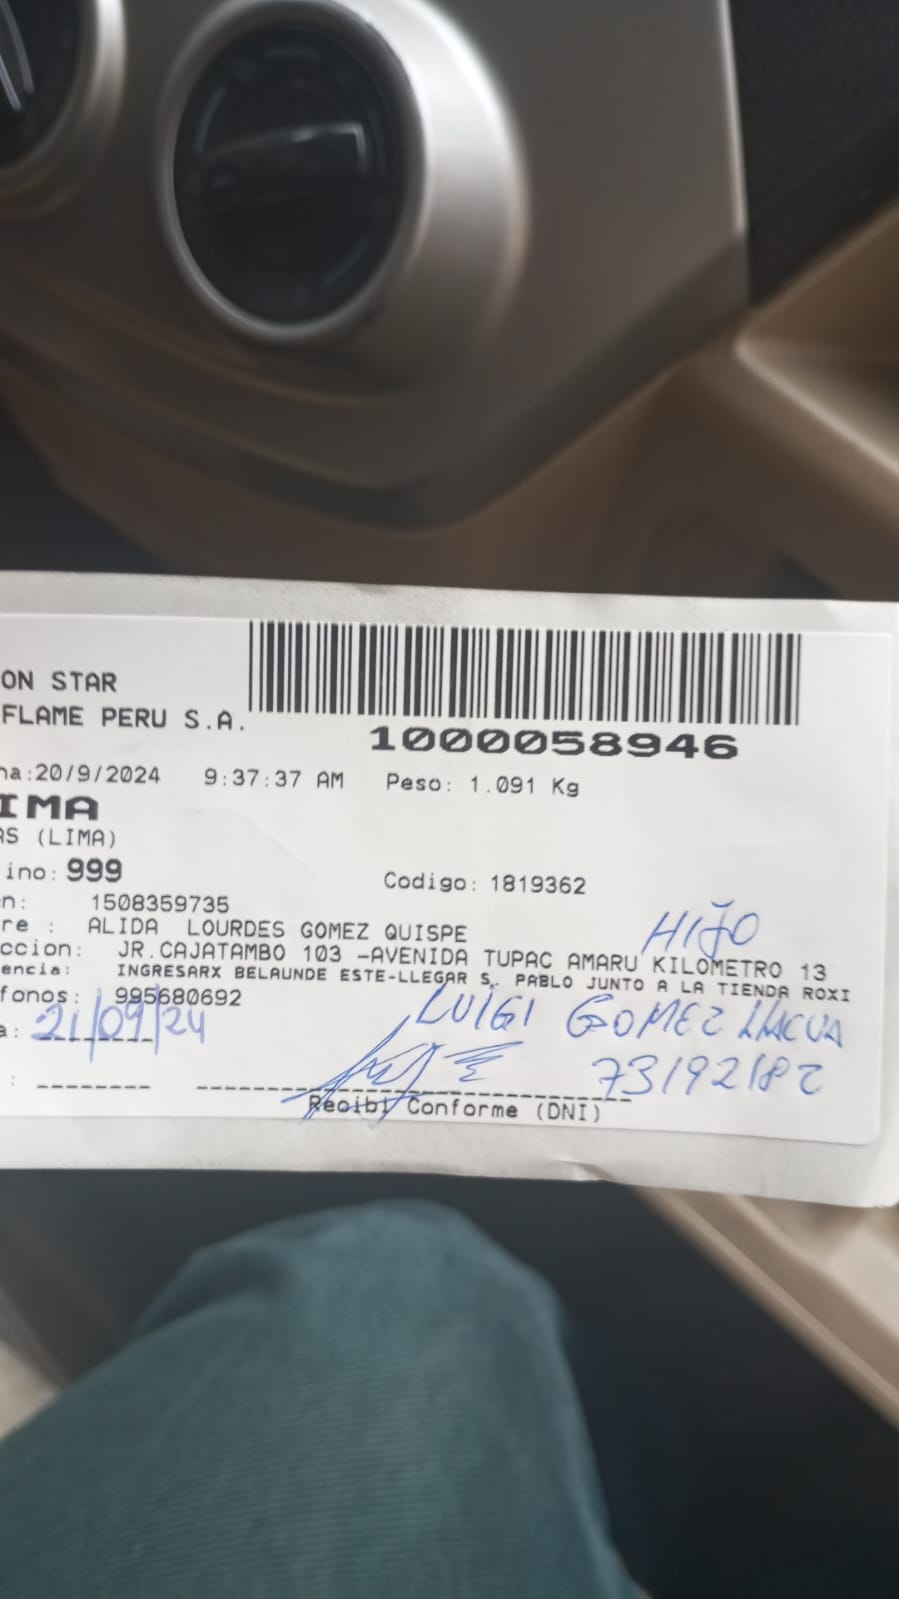 ON STAR
FLAME PERU S.A.
1000058946
na:20/9/2024 9:37:37 AM Peso: 1.091 Kg
IMA
AS (LIMA)
ino: 999
Codigo: 1819362
n: 1508359735
re : ALIDA LOURDES GOMEZ QUISPE
HIJO
ccion: JR.CAJATAMBO 103 -AVENIDA TUPAC AMARU KILOMETRO 13
encia: INGRESARX BELAUNDE ESTE-LLEGAR S. PABLO JUNTO A LA TIENDA ROXI
fonos: 995680692
a: 21/09/24
LUIGI GOMEZ LLACUA
73192182
Recibi Conforme (DNI)